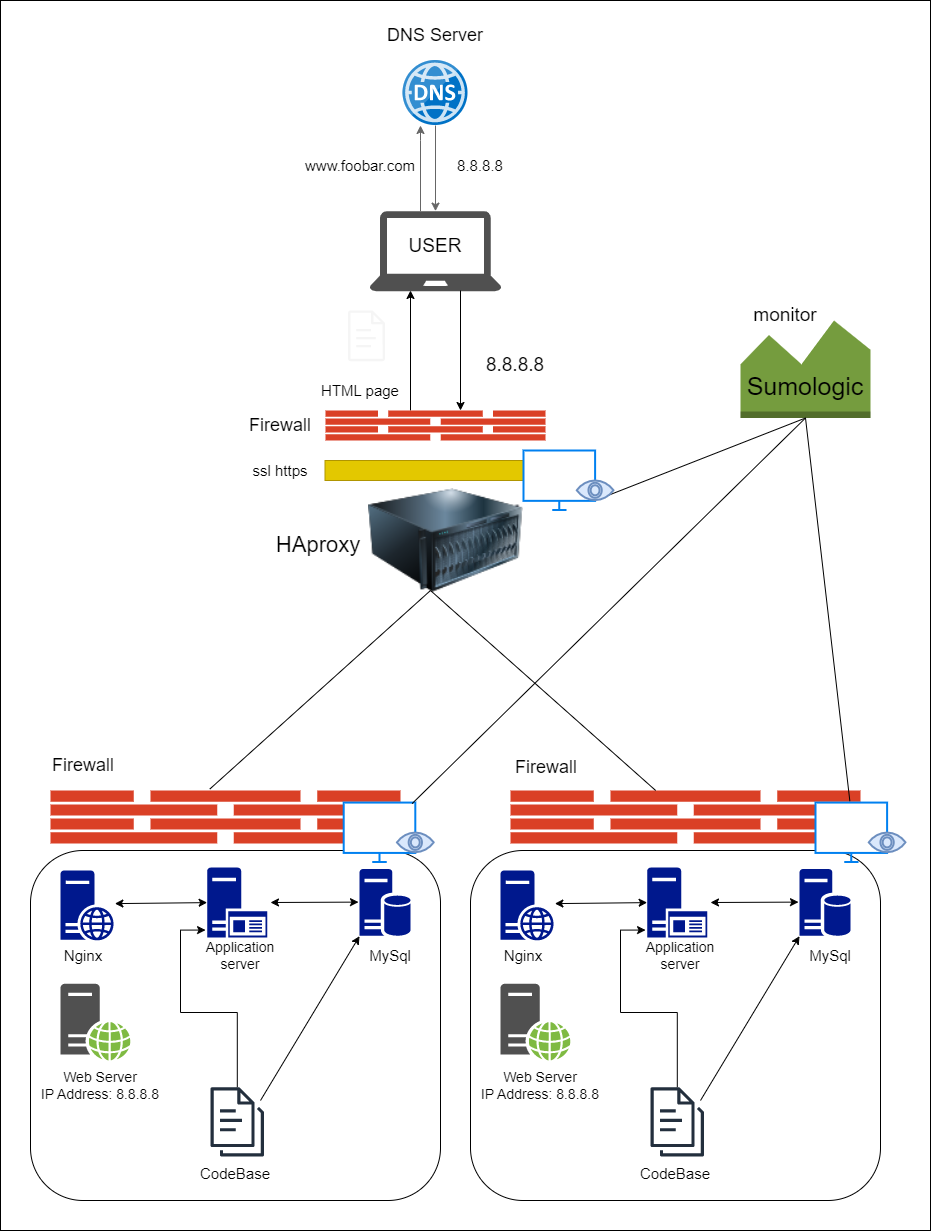 DNS Server
DNS
www.foobar.com
8.8.8.8
USER
monitor
Sumologic
8.8.8.8
HTML page
Firewall
ssl https
HAproxy
Firewall
Firewall
Nginx
Application
server
MySql
Nginx
Application
server
MySql
Web Server
IP Address: 8.8.8.8
Web Server
IP Address: 8.8.8.8
CodeBase
CodeBase